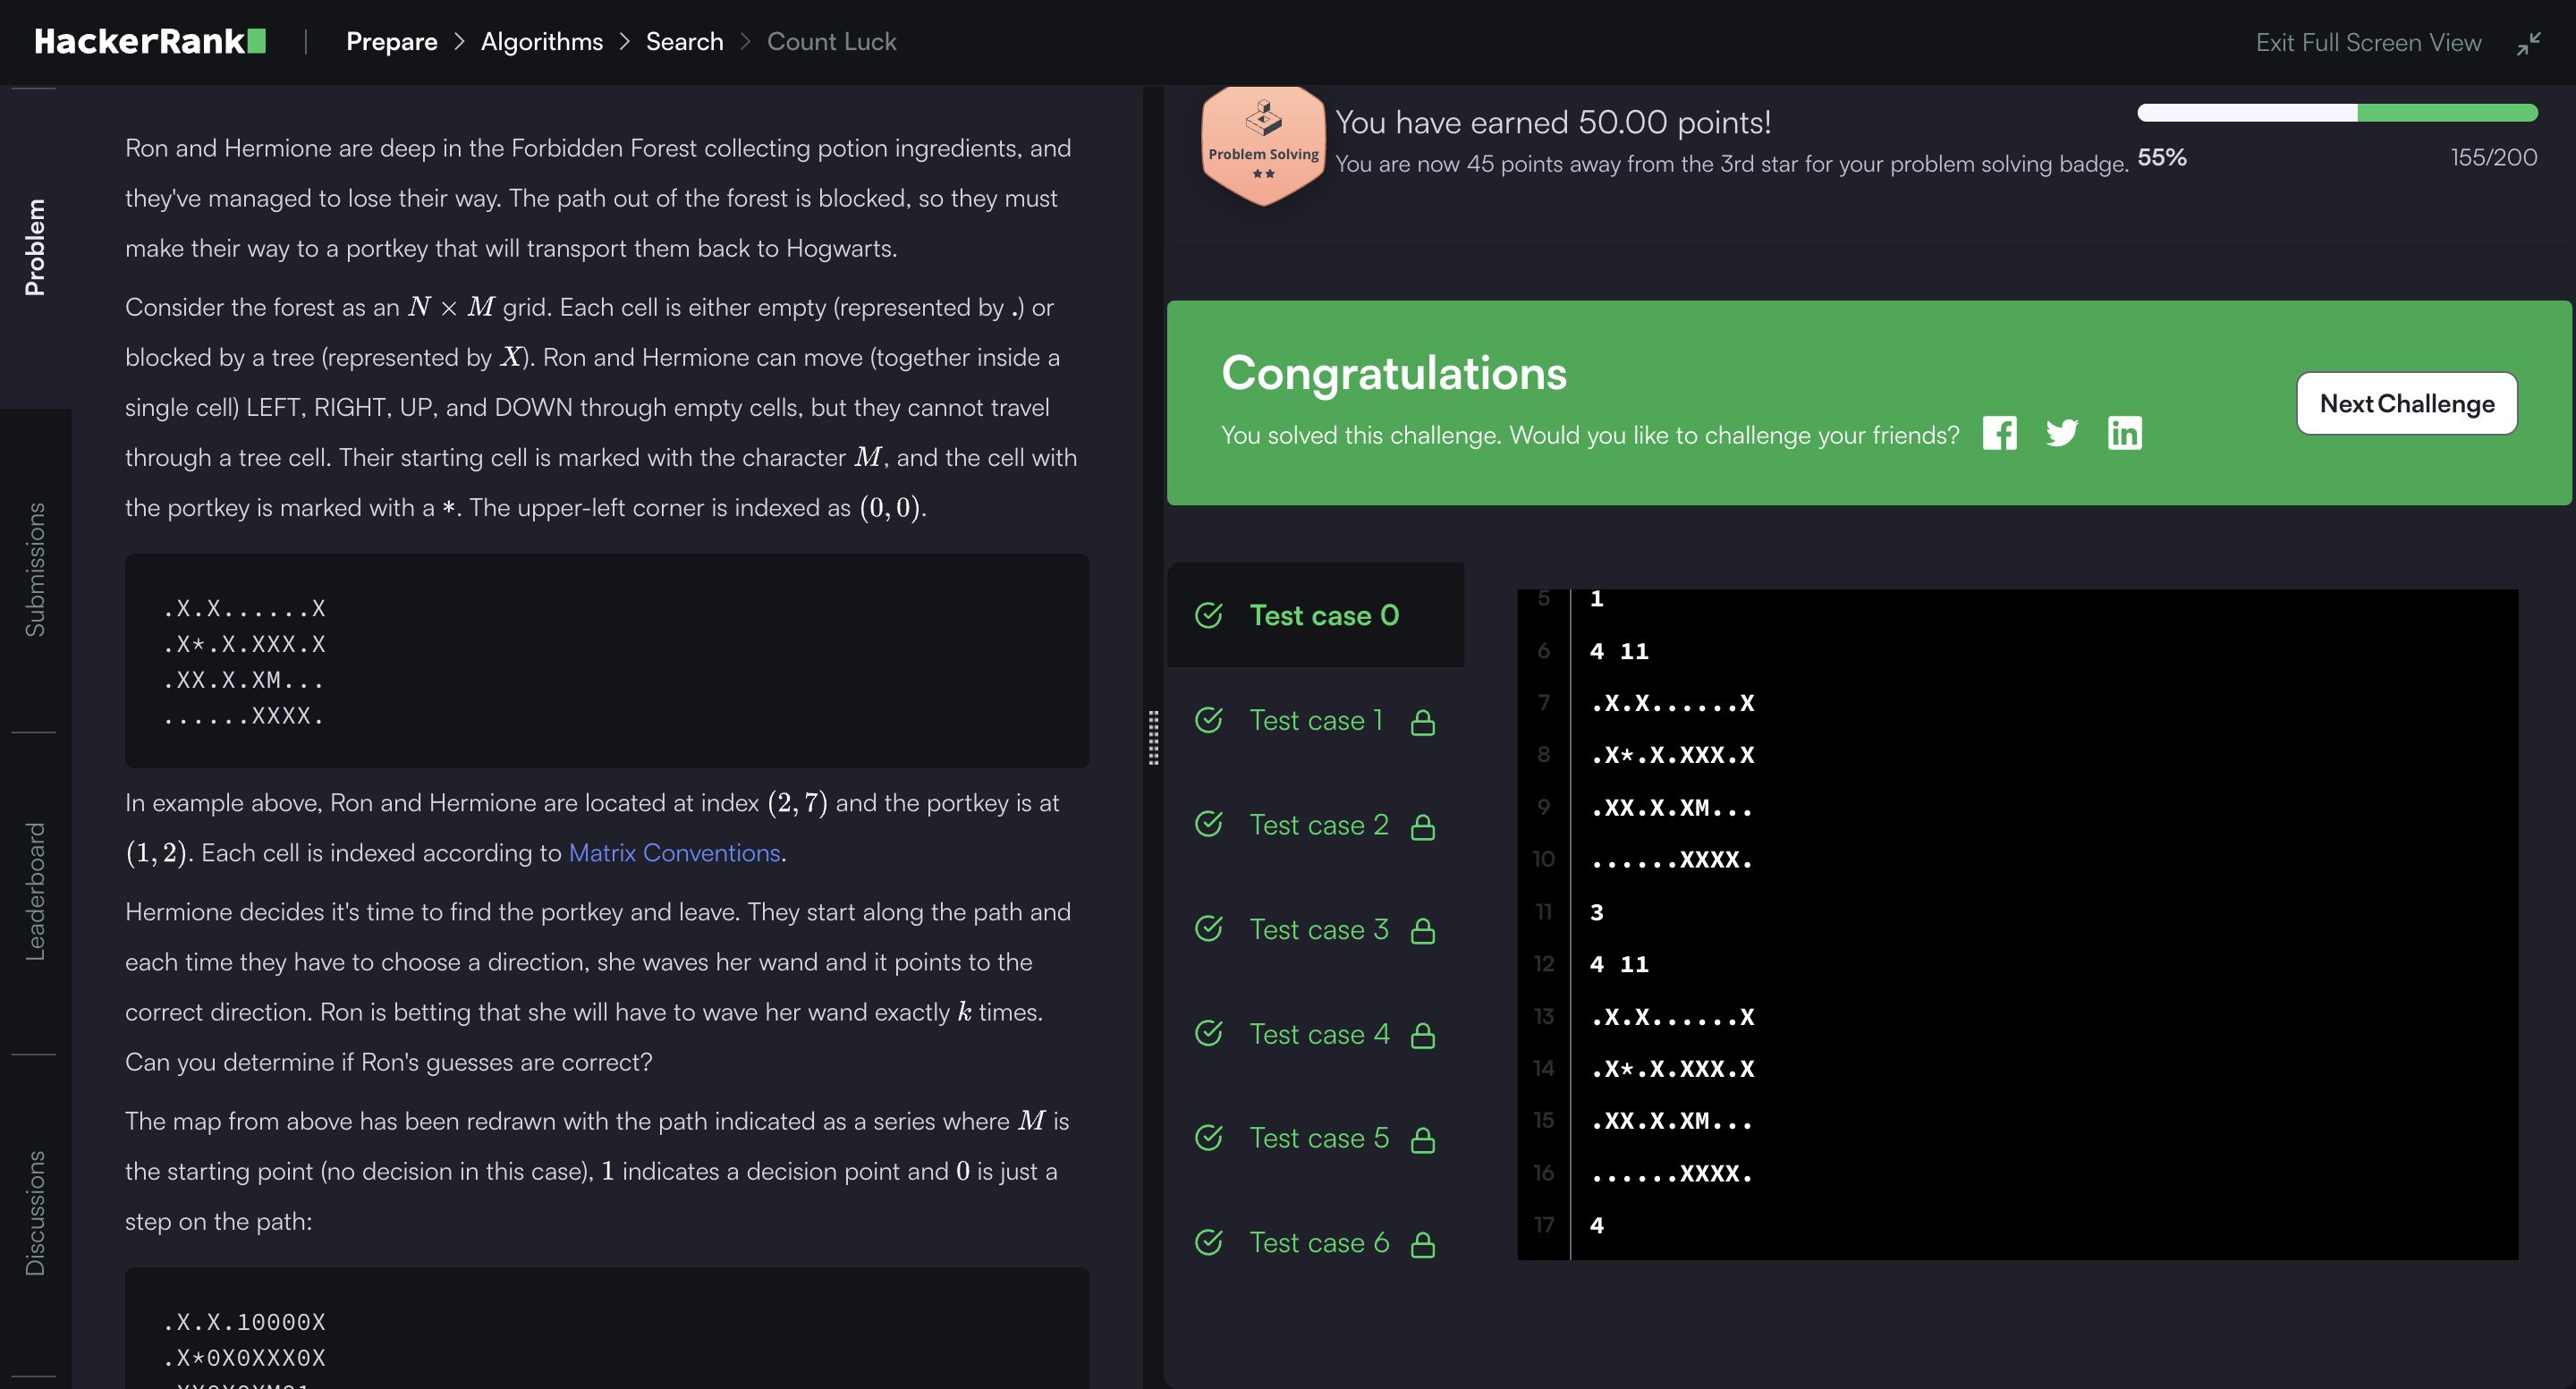 HackerRank
Prepare > Algorithms > Search > Count Luck
Exit Full Screen View
Problem
Submissions
Leaderboard
Discussions
Ron and Hermione are deep in the Forbidden Forest collecting potion ingredients, and
they've managed to lose their way. The path out of the forest is blocked, so they must
make their way to a portkey that will transport them back to Hogwarts.
Consider the forest as an N × M grid. Each cell is either empty (represented by .) or
blocked by a tree (represented by X). Ron and Hermione can move (together inside a
single cell) LEFT, RIGHT, UP, and DOWN through empty cells, but they cannot travel
through a tree cell. Their starting cell is marked with the character M, and the cell with
the portkey is marked with a *. The upper-left corner is indexed as (0, 0).
.X.X......X
.X*.X.XXX.X
.XX.X.XM...
......XXXX.
In example above, Ron and Hermione are located at index (2, 7) and the portkey is at
(1, 2). Each cell is indexed according to Matrix Conventions.
Hermione decides it's time to find the portkey and leave. They start along the path and
each time they have to choose a direction, she waves her wand and it points to the
correct direction. Ron is betting that she will have to wave her wand exactly k times.
Can you determine if Ron's guesses are correct?
The map from above has been redrawn with the path indicated as a series where M is
the starting point (no decision in this case), 1 indicates a decision point and 0 is just a
step on the path:
.X.X.10000X
.X*0X0XXX0X
Problem Solving
You have earned 50.00 points!
You are now 45 points away from the 3rd star for your problem solving badge.
55%
155/200
Congratulations
You solved this challenge. Would you like to challenge your friends?
Next Challenge
Test case 0
Test case 1
Test case 2
Test case 3
Test case 4
Test case 5
Test case 6
5 1
6 4 11
7 .X.X......X
8 .X*.X.XXX.X
9 .XX.X.XM...
10 ......XXXX.
11 3
12 4 11
13 .X.X......X
14 .X*.X.XXX.X
15 .XX.X.XM...
16 ......XXXX.
17 4